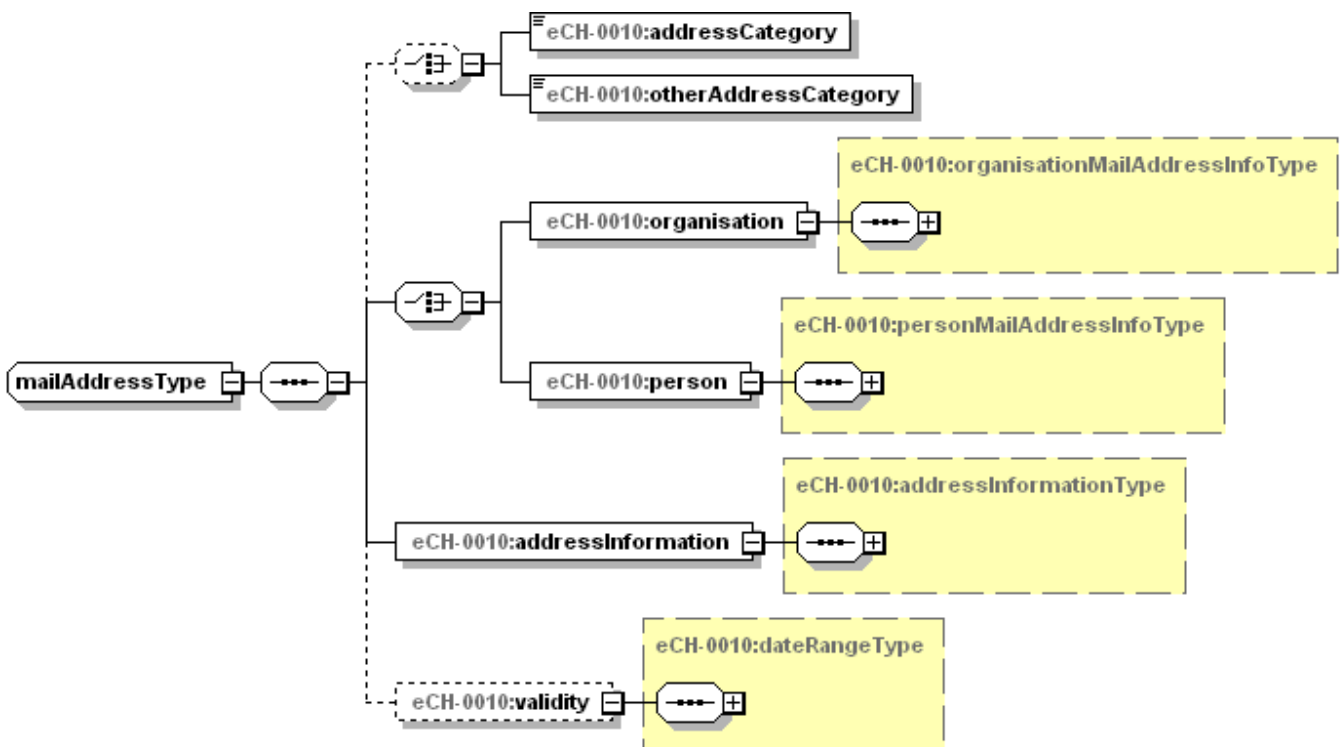 eCH-0010:addressCategory
eCH-0010:otherAddressCategory
eCH-0010:organisationMailAddressInfoType
eCH-0010:organisation
eCH-0010:personMailAddressInfoType
mailAddressType
eCH-0010:person
eCH-0010:addressInformationType
eCH-0010:addressInformation
eCH-0010:dateRangeType
eCH-0010:validity